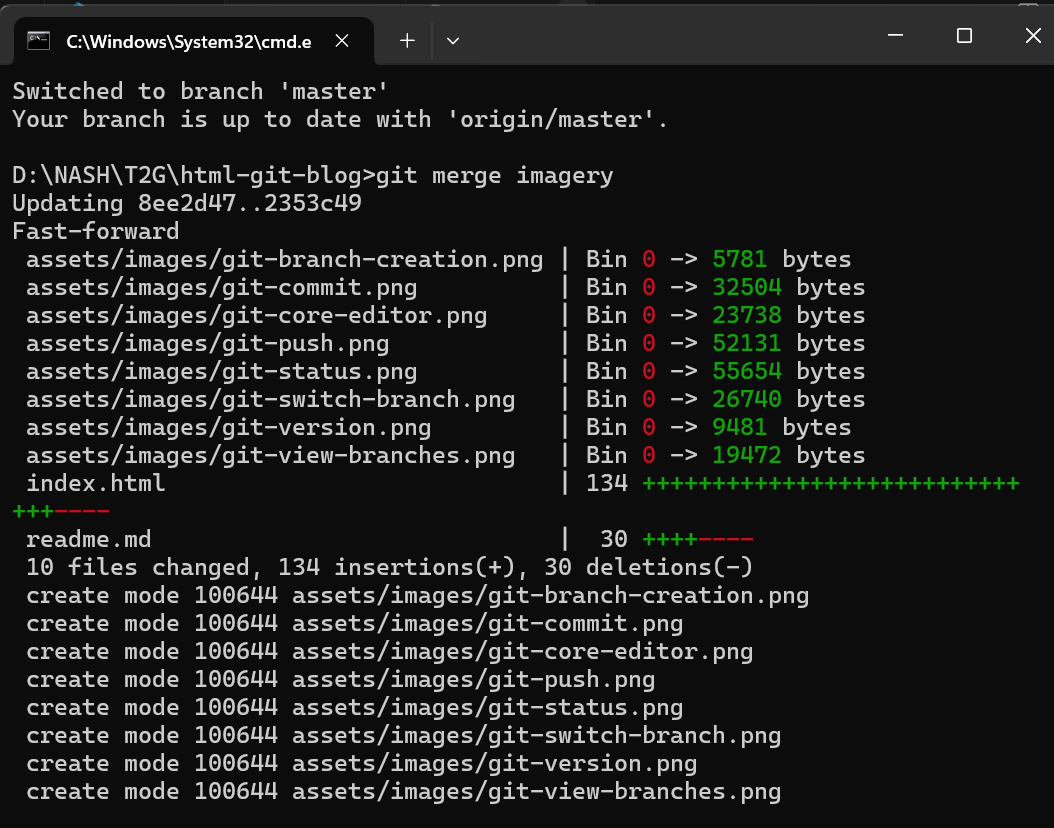 C:\Windows\System32\cmd.e
Switched to branch 'master'
Your branch is up to date with 'origin/master'.
D:\NASH\T2G\html-git-blog>git merge imagery
Updating 8ee2d47..2353c49
Fast-forward
 assets/images/git-branch-creation.png | Bin 0 -> 5781 bytes
 assets/images/git-commit.png          | Bin 0 -> 32504 bytes
 assets/images/git-core-editor.png     | Bin 0 -> 23738 bytes
 assets/images/git-push.png            | Bin 0 -> 52131 bytes
 assets/images/git-status.png          | Bin 0 -> 55654 bytes
 assets/images/git-switch-branch.png   | Bin 0 -> 26740 bytes
 assets/images/git-version.png         | Bin 0 -> 9481 bytes
 assets/images/git-view-branches.png   | Bin 0 -> 19472 bytes
 index.html                            | 134 +++++++++++++++++++++++++++
+++----
 readme.md                             |  30 ++++----
 10 files changed, 134 insertions(+), 30 deletions(-)
 create mode 100644 assets/images/git-branch-creation.png
 create mode 100644 assets/images/git-commit.png
 create mode 100644 assets/images/git-core-editor.png
 create mode 100644 assets/images/git-push.png
 create mode 100644 assets/images/git-status.png
 create mode 100644 assets/images/git-switch-branch.png
 create mode 100644 assets/images/git-version.png
 create mode 100644 assets/images/git-view-branches.png